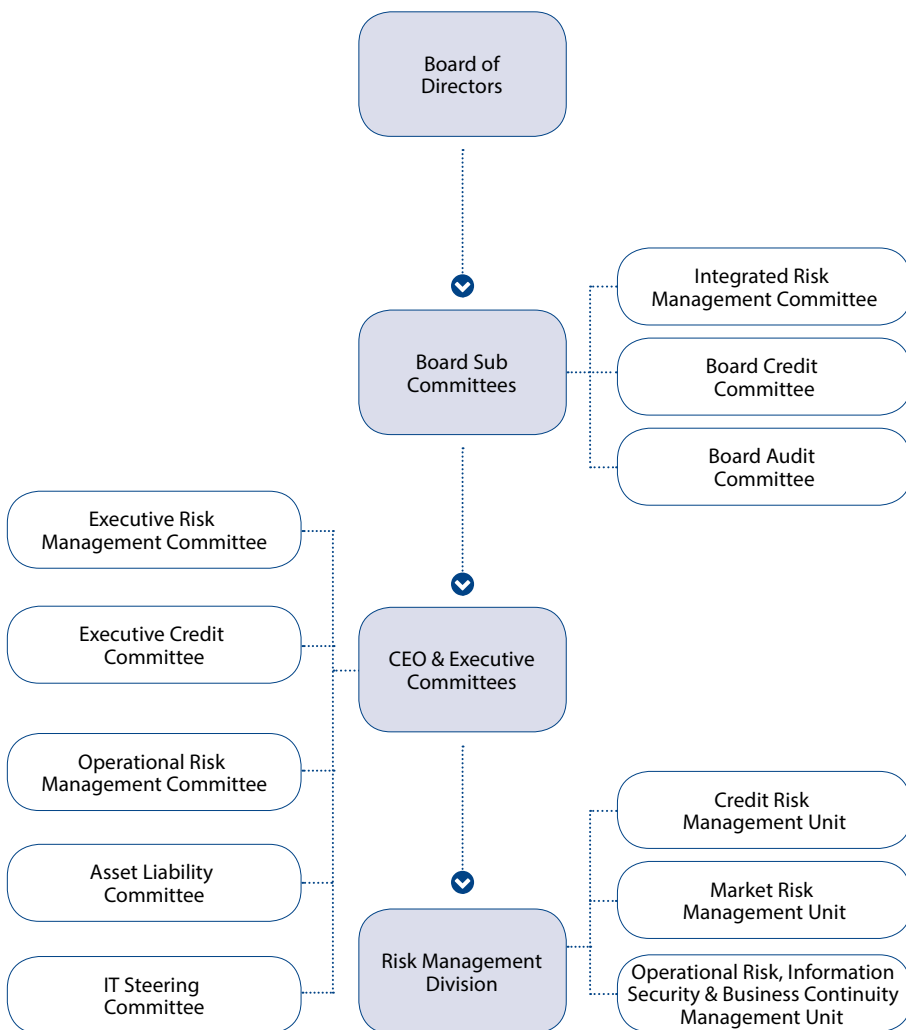 Board of
Directors
Integrated Risk
Management Committee
Board Sub
Committees
Board Credit
Committee
Board Audit
Committee
Executive Risk
Management Committee
Executive Credit
Committee
CEO & Executive
Committees
Operational Risk
Management Committee
Credit Risk
Management Unit
Asset Liability
Committee
Market Risk
Management Unit
Risk Management
Division
IT Steering
Committee
Operational Risk, Information
Security & Business Continuity
Management Unit